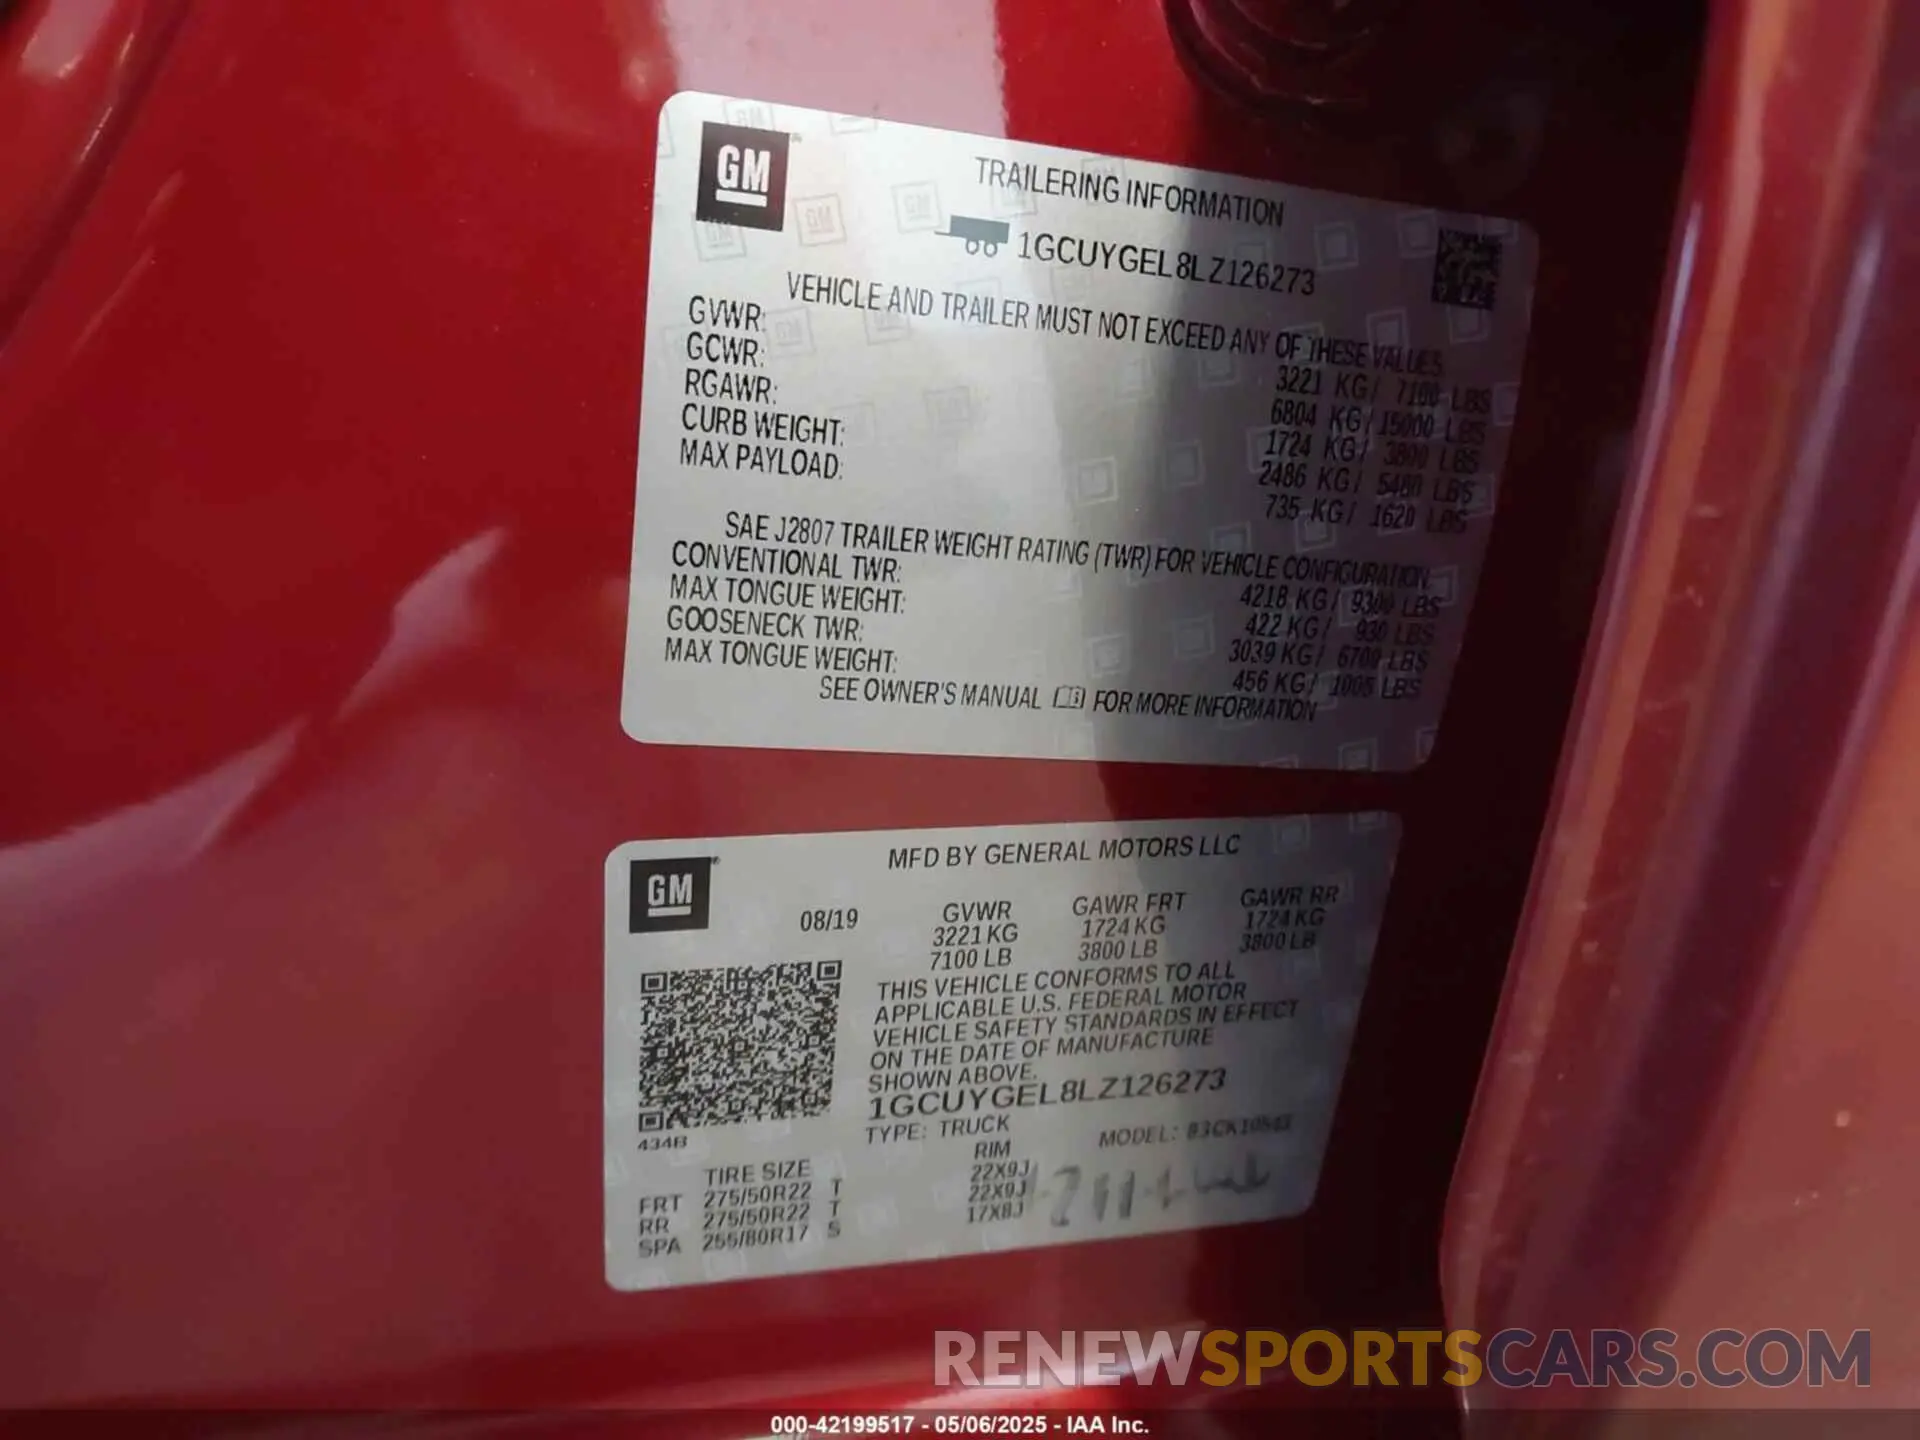 GM
TRAILERING INFORMATION
1GCUYGEL8LZ126273
VEHICLE AND TRAILER MUST NOT EXCEED ANY OF THESE VALUES.
GVWR: 3221 KG/ 7100 LBS
GCWR: 6804 KG/15000 LBS
RGAWR: 1724 KG/ 3800 LBS
CURB WEIGHT: 2486 KG/ 5480 LBS
MAX PAYLOAD: 735 KG/ 1620 LBS
SAE J2807 TRAILER WEIGHT RATING (TWR) FOR VEHICLE CONFIGURATION.
CONVENTIONAL TWR: 4218 KG/ 9300 LBS
MAX TONGUE WEIGHT: 422 KG/ 930 LBS
GOOSENECK TWR: 3039 KG/ 6700 LBS
MAX TONGUE WEIGHT: 456 KG/ 1005 LBS
SEE OWNER'S MANUAL FOR MORE INFORMATION
MFD BY GENERAL MOTORS LLC
GM
08/19
GVWR GAWR FRT GAWR RR
3221 KG 1724 KG 1724 KG
7100 LB 3800 LB 3800 LB
THIS VEHICLE CONFORMS TO ALL
APPLICABLE U.S. FEDERAL MOTOR
VEHICLE SAFETY STANDARDS IN EFFECT
ON THE DATE OF MANUFACTURE
SHOWN ABOVE.
1GCUYGEL8LZ126273
434B
TYPE: TRUCK MODEL: B3CK10543
TIRE SIZE RIM
FRT 275/50R22 T 22X9J
RR 275/50R22 T 22X9J
SPA 255/80R17 S 17X8J
RENEWSPORTSCARS.COM
000-42199517 - 05/06/2025 - IAA Inc.